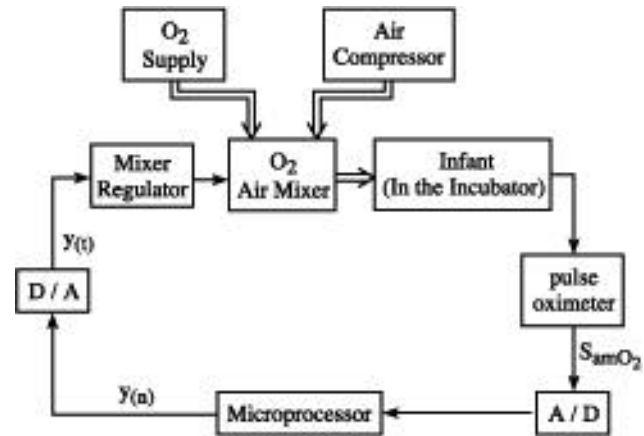 O2
Supply
Air
Compressor
Mixer
Regulator
O2
Air Mixer
Infant
(In the Incubator)
y(t)
D / A
pulse
oximeter
SamO2
y(n)
Microprocessor
A / D